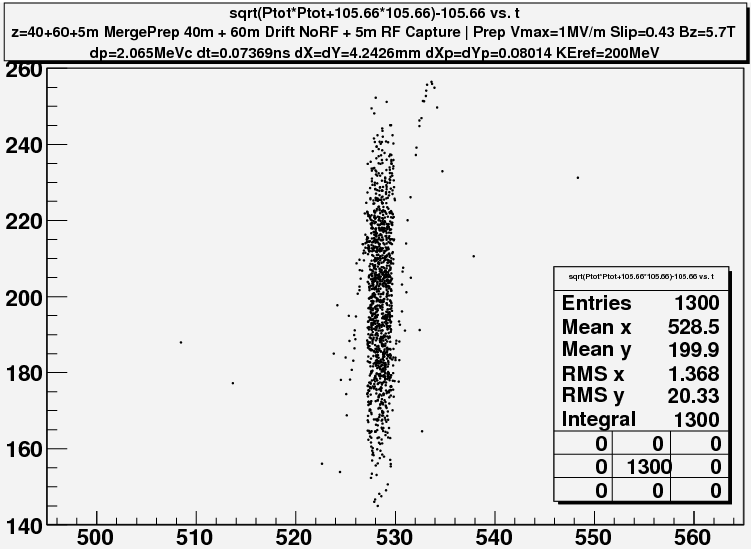 sqrt(Ptot*Ptot+105.66*105.66)-105.66 vs. t
z=40+60+5m MergePrep 40m + 60m Drift NoRF + 5m RF Capture | Prep Vmax=1MV/m Slip=0.43 Bz=5.7T
dp=2.065MeVc dt=0.07369ns dX=dY=4.2426mm dXp=dYp=0.08014 KEref=200MeV
260
240
220
200
180
160
140
500 510 520 530 540 550 560
sqrt(Ptot*Ptot+105.66*105.66)-105.66 vs. t
Entries 1300
Mean x 528.5
Mean y 199.9
RMS x 1.368
RMS y 20.33
Integral 1300
0 0 0
0 1300 0
0 0 0